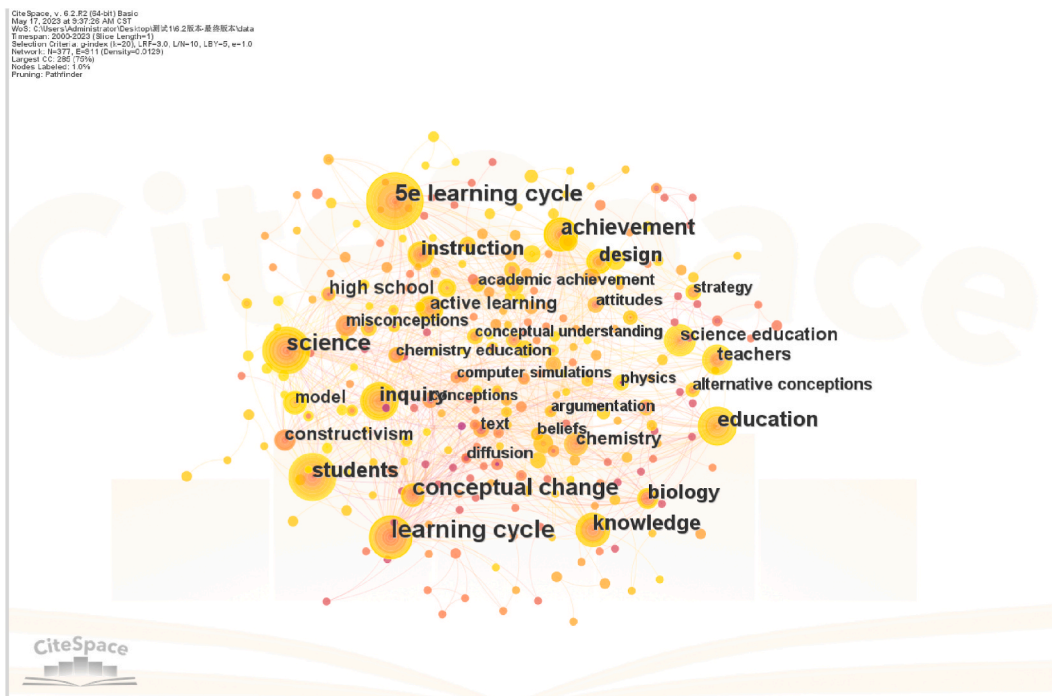 CiteSpace, v. 6.2.R2 (64-bit) Basic
May 17, 2023 at 9:37:26 AM CST
WoS: C:\Users\Administrator\Desktop\测试1\6.2版本-最终版本\data
Timespan: 2000-2023 (Slice Length=1)
Selection Criteria: g-index (k=20), LRF=3.0, L/N=10, LBY=5, e=1.0
Network: N=377, E=911 (Density=0.0129)
Largest CC: 285 (75%)
Nodes Labeled: 1.0%
Pruning: Pathfinder
CiteSpace
5e learning cycle
achievement
instruction
design
academic achievement
high school
strategy
active learning
attitudes
misconceptions
conceptual understanding
science education
science
chemistry education
teachers
computer simulations
physics
alternative conceptions
model
inquiry
conceptions
argumentation
education
text
beliefs
constructivism
chemistry
diffusion
students
conceptual change
biology
learning cycle
knowledge
CiteSpace